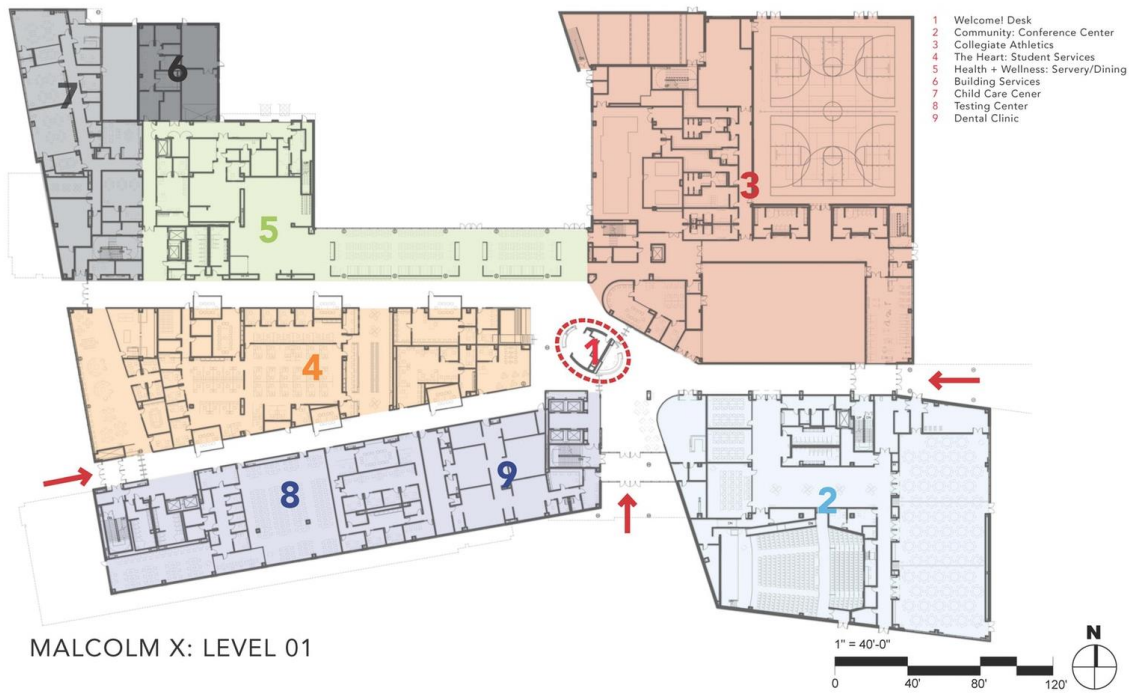 1 Welcome! Desk
2 Community: Conference Center
3 Collegiate Athletics
4 The Heart: Student Services
5 Health + Wellness: Servery/Dining
6 Building Services
7 Child Care Cener
8 Testing Center
9 Dental Clinic
6
7
3
5
1
4
9
8
2
MALCOLM X: LEVEL 01
1" = 40'-0"
0 40' 80' 120'
N